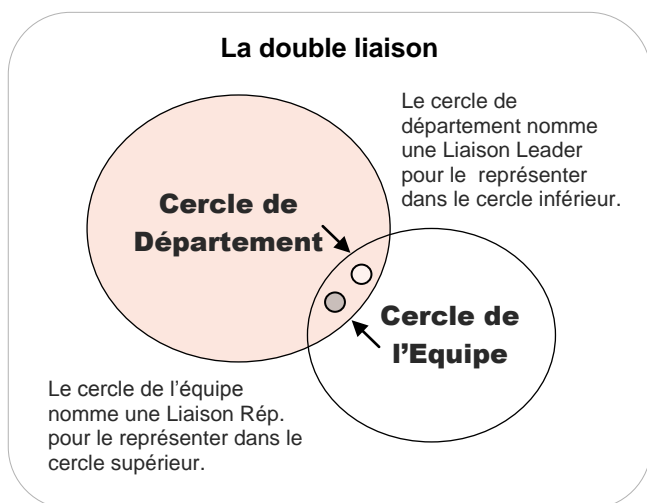 La double liaison
Le cercle de
département nomme
une Liaison Leader
pour le représenter
dans le cercle inférieur.
Cercle de
Département
Cercle de
l'Equipe
Le cercle de l'équipe
nomme une Liaison Rép.
pour le représenter dans le
cercle supérieur.